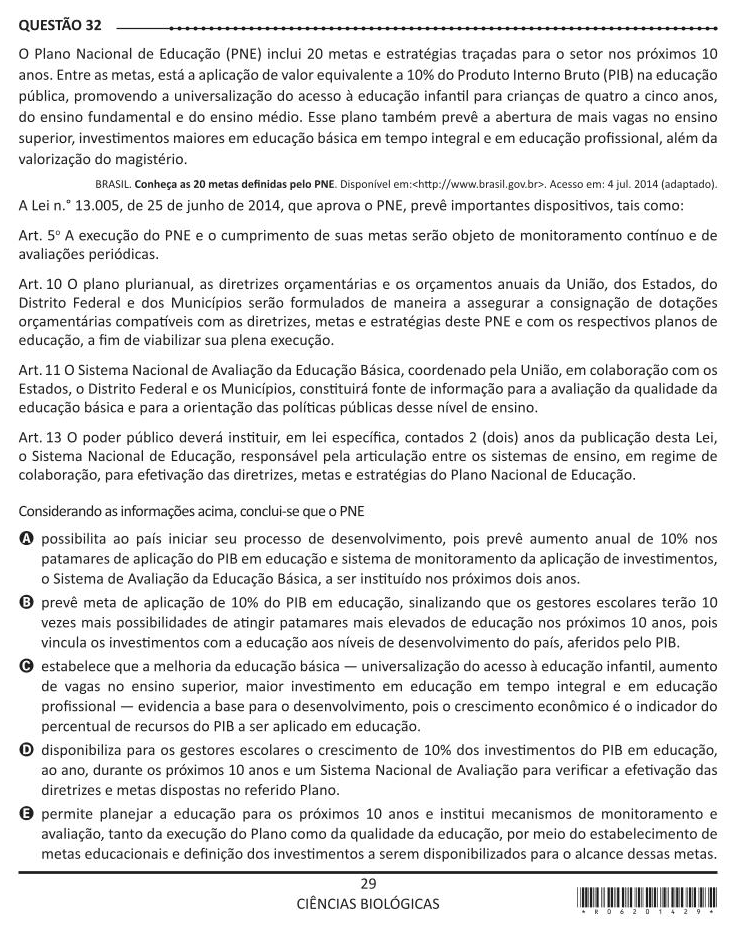 QUESTÃO 32
O Plano Nacional de Educação (PNE) inclui 20 metas e estratégias traçadas para o setor nos próximos 10
anos. Entre as metas, está a aplicação de valor equivalente a 10% do Produto Interno Bruto (PIB) na educação
pública, promovendo a universalização do acesso à educação infantil para crianças de quatro a cinco anos,
do ensino fundamental e do ensino médio. Esse plano também prevê a abertura de mais vagas no ensino
superior, investimentos maiores em educação básica em tempo integral e em educação profissional, além da
valorização do magistério.
BRASIL. Conheça as 20 metas definidas pelo PNE. Disponível em:<http://www.brasil.gov.br>. Acesso em: 4 jul. 2014 (adaptado).
A Lei n.° 13.005, de 25 de junho de 2014, que aprova o PNE, prevê importantes dispositivos, tais como:
Art. 5º A execução do PNE e o cumprimento de suas metas serão objeto de monitoramento contínuo e de
avaliações periódicas.
Art. 10 O plano plurianual, as diretrizes orçamentárias e os orçamentos anuais da União, dos Estados, do
Distrito Federal e dos Municípios serão formulados de maneira a assegurar a consignação de dotações
orçamentárias compatíveis com as diretrizes, metas e estratégias deste PNE e com os respectivos planos de
educação, a fim de viabilizar sua plena execução.
Art. 11 O Sistema Nacional de Avaliação da Educação Básica, coordenado pela União, em colaboração com os
Estados, o Distrito Federal e os Municípios, constituirá fonte de informação para a avaliação da qualidade da
educação básica e para a orientação das políticas públicas desse nível de ensino.
Art. 13 O poder público deverá instituir, em lei específica, contados 2 (dois) anos da publicação desta Lei,
o Sistema Nacional de Educação, responsável pela articulação entre os sistemas de ensino, em regime de
colaboração, para efetivação das diretrizes, metas e estratégias do Plano Nacional de Educação.
Considerando as informações acima, conclui-se que o PNE
A possibilita ao país iniciar seu processo de desenvolvimento, pois prevê aumento anual de 10% nos
patamares de aplicação do PIB em educação e sistema de monitoramento da aplicação de investimentos,
o Sistema de Avaliação da Educação Básica, a ser instituído nos próximos dois anos.
B prevê meta de aplicação de 10% do PIB em educação, sinalizando que os gestores escolares terão 10
vezes mais possibilidades de atingir patamares mais elevados de educação nos próximos 10 anos, pois
vincula os investimentos com a educação aos níveis de desenvolvimento do país, aferidos pelo PIB.
C estabelece que a melhoria da educação básica — universalização do acesso à educação infantil, aumento
de vagas no ensino superior, maior investimento em educação em tempo integral e em educação
profissional — evidencia a base para o desenvolvimento, pois o crescimento econômico é o indicador do
percentual de recursos do PIB a ser aplicado em educação.
D disponibiliza para os gestores escolares o crescimento de 10% dos investimentos do PIB em educação,
ao ano, durante os próximos 10 anos e um Sistema Nacional de Avaliação para verificar a efetivação das
diretrizes e metas dispostas no referido Plano.
E permite planejar a educação para os próximos 10 anos e institui mecanismos de monitoramento e
avaliação, tanto da execução do Plano como da qualidade da educação, por meio do estabelecimento de
metas educacionais e definição dos investimentos a serem disponibilizados para o alcance dessas metas.
29
CIÊNCIAS BIOLÓGICAS
* R 0 6 2 0 1 4 2 9 *